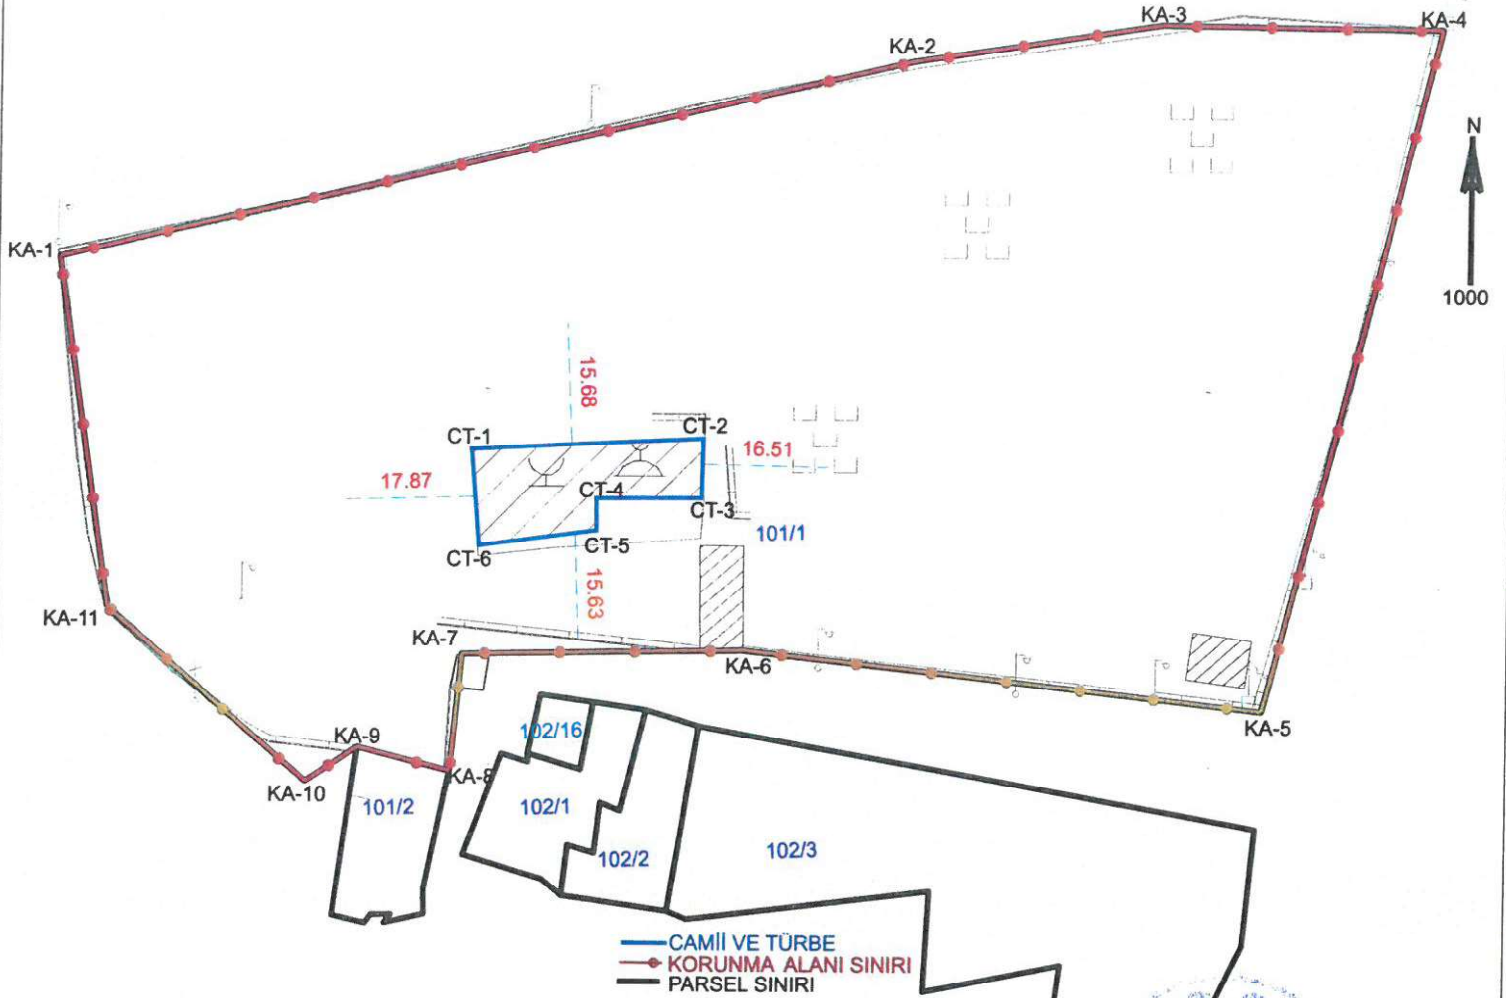 KA-3
KA-4
KA-2
N
KA-1
1000
15.68
CT-1
CT-2
17.87
16.51
CT-4
CT-3
101/1
CT-5
CT-6
15.63
KA-11
KA-7
KA-6
KA-5
102/16
KA-9
KA-8
KA-10
101/2
102/1
102/2
102/3
CAMİİ VE TÜRBE
KORUNMA ALANI SINIRI
PARSEL SINIRI